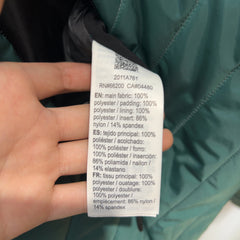 2011A761
RN#66200 CA#04480
EN: main fabric: 100%
polyester / padding: 100%
polyester / lining: 100%
polyester / insert: 86%
nylon / 14% spandex
ES: tejido principal: 100%
poliéster / acolchado:
100% poliéster / forro:
100% poliéster / inserto:
86% poliamida / nailon / 14%
elastano
FR: tissu principal: 100%
polyester / ouatage: 100%
polyester / doublure: 100%
polyester /
empiècement: 86% /
nylon / 14% spandex